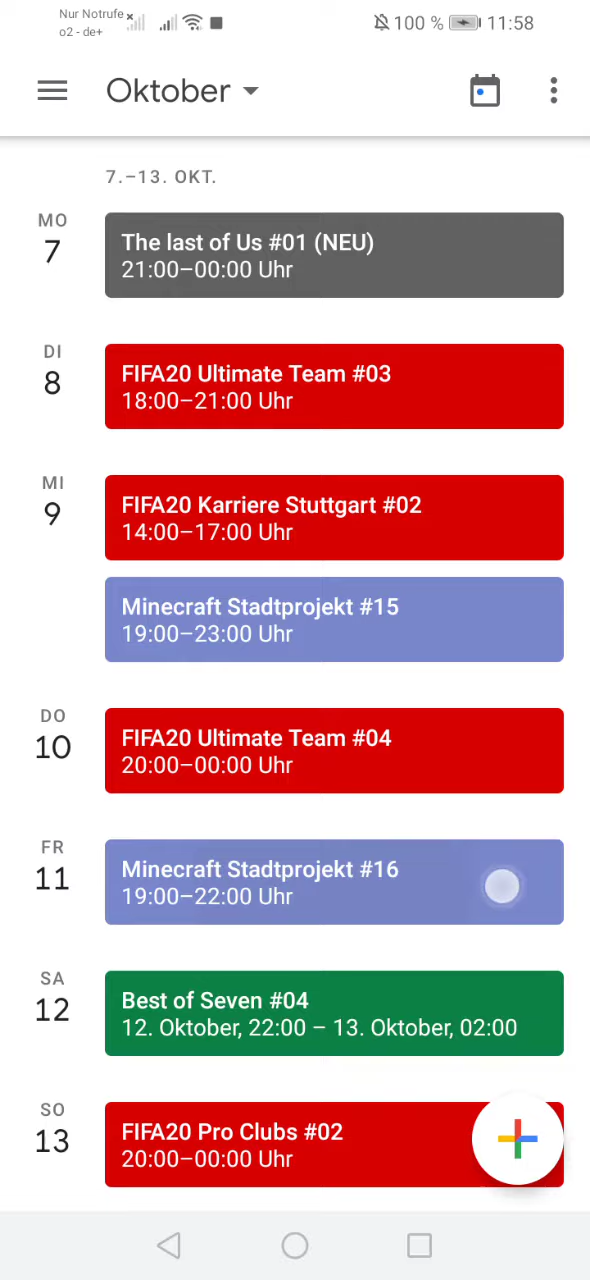 Nur Notrufe
o2 - de+
100 %
11:58
Oktober
7.–13. OKT.
MO
7
The last of Us #01 (NEU)
21:00–00:00 Uhr
DI
8
FIFA20 Ultimate Team #03
18:00–21:00 Uhr
MI
9
FIFA20 Karriere Stuttgart #02
14:00–17:00 Uhr
Minecraft Stadtprojekt #15
19:00–23:00 Uhr
DO
10
FIFA20 Ultimate Team #04
20:00–00:00 Uhr
FR
11
Minecraft Stadtprojekt #16
19:00–22:00 Uhr
SA
12
Best of Seven #04
12. Oktober, 22:00 – 13. Oktober, 02:00
SO
13
FIFA20 Pro Clubs #02
20:00–00:00 Uhr